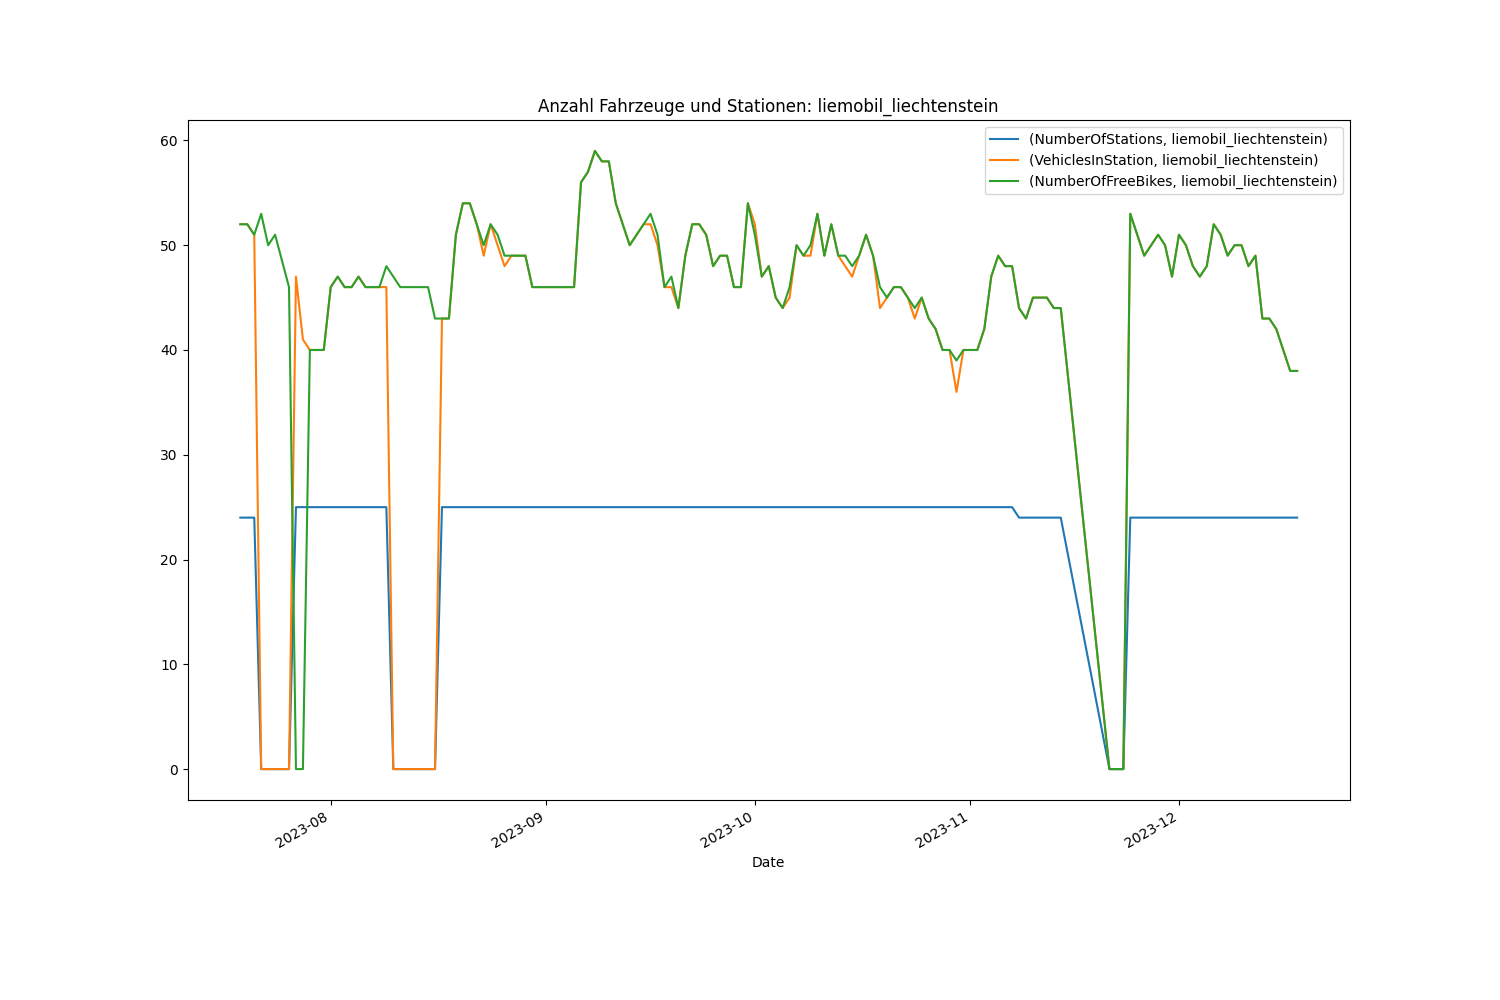 Anzahl Fahrzeuge und Stationen: liemobil_liechtenstein
(NumberOfStations, liemobil_liechtenstein)
(VehiclesInStation, liemobil_liechtenstein)
(NumberOfFreeBikes, liemobil_liechtenstein)
60
50
40
30
20
10
0
2023-08
2023-09
2023-10
2023-11
2023-12
Date